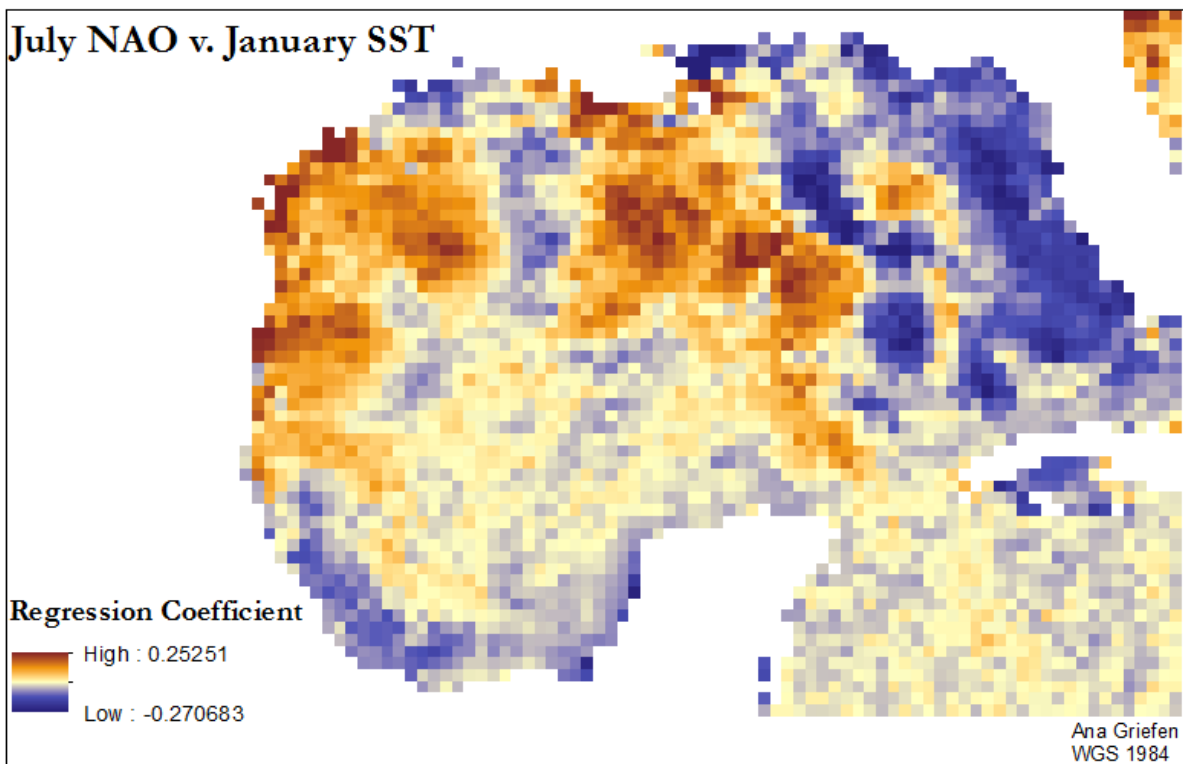 July NAO v. January SST
Regression Coefficient
High : 0.25251
Low : -0.270683
Ana Griefen
WGS 1984